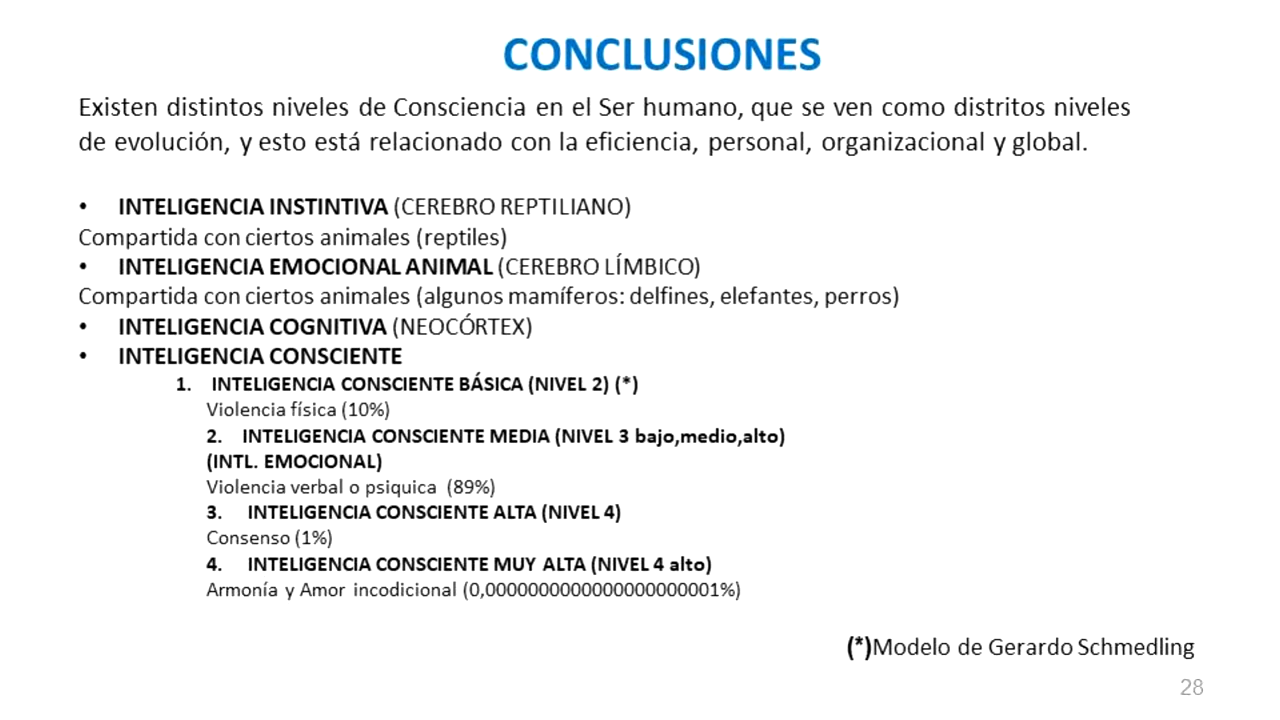 CONCLUSIONES
Existen distintos niveles de Consciencia en el Ser humano, que se ven como distritos niveles
de evolución, y esto está relacionado con la eficiencia, personal, organizacional y global.
• INTELIGENCIA INSTINTIVA (CEREBRO REPTILIANO)
Compartida con ciertos animales (reptiles)
• INTELIGENCIA EMOCIONAL ANIMAL (CEREBRO LÍMBICO)
Compartida con ciertos animales (algunos mamíferos: delfines, elefantes, perros)
• INTELIGENCIA COGNITIVA (NEOCÓRTEX)
• INTELIGENCIA CONSCIENTE
1. INTELIGENCIA CONSCIENTE BÁSICA (NIVEL 2) (*)
Violencia física (10%)
2. INTELIGENCIA CONSCIENTE MEDIA (NIVEL 3 bajo,medio,alto)
(INTL. EMOCIONAL)
Violencia verbal o psiquica (89%)
3. INTELIGENCIA CONSCIENTE ALTA (NIVEL 4)
Consenso (1%)
4. INTELIGENCIA CONSCIENTE MUY ALTA (NIVEL 4 alto)
Armonía y Amor incodicional (0,0000000000000000000001%)
(*)Modelo de Gerardo Schmedling
28